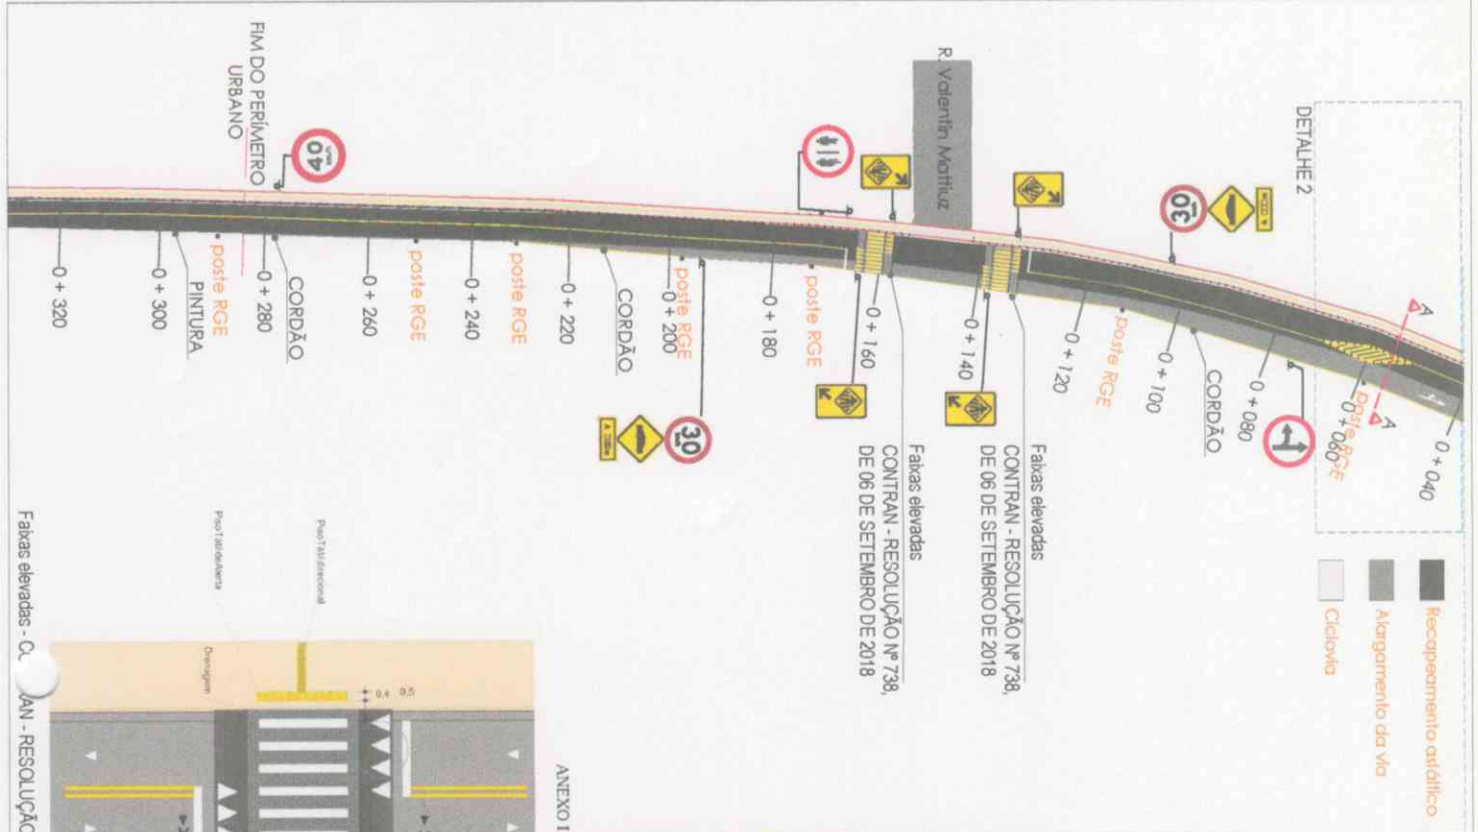 DETALHE 2
R. Valentin Mattiuz
FIM DO PERÍMETRO
URBANO
40
30
A
A
0 + 040
poste RGE
0 + 060
0 + 080
CORDÃO
0 + 100
poste RGE
0 + 120
0 + 140
0 + 160
poste RGE
0 + 180
poste RGE
0 + 200
CORDÃO
0 + 220
poste RGE
0 + 240
poste RGE
0 + 260
CORDÃO
0 + 280
poste RGE
PINTURA
0 + 300
0 + 320
30
Faixas elevadas
CONTRAN - RESOLUÇÃO Nº 738,
DE 06 DE SETEMBRO DE 2018
Faixas elevadas
CONTRAN - RESOLUÇÃO Nº 738,
DE 06 DE SETEMBRO DE 2018
Recapeamento asfáltico
Alargamento da via
Ciclovia
ANEXO I
Drenagem
0,4 0,5
Faixas elevadas - AN - RESOLUÇÃO